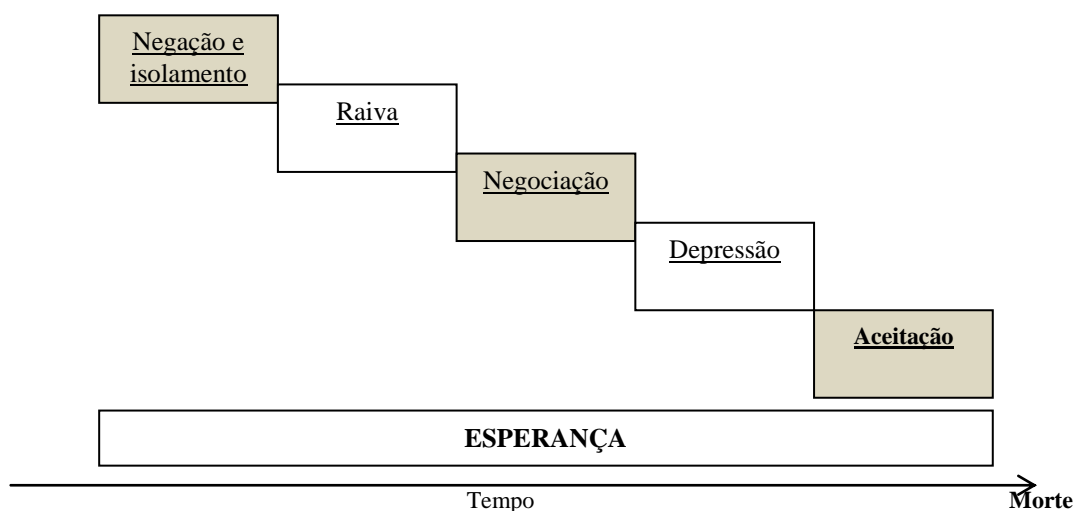 Negação e
isolamento
Raiva
Negociação
Depressão
Aceitação
ESPERANÇA
Tempo
Morte